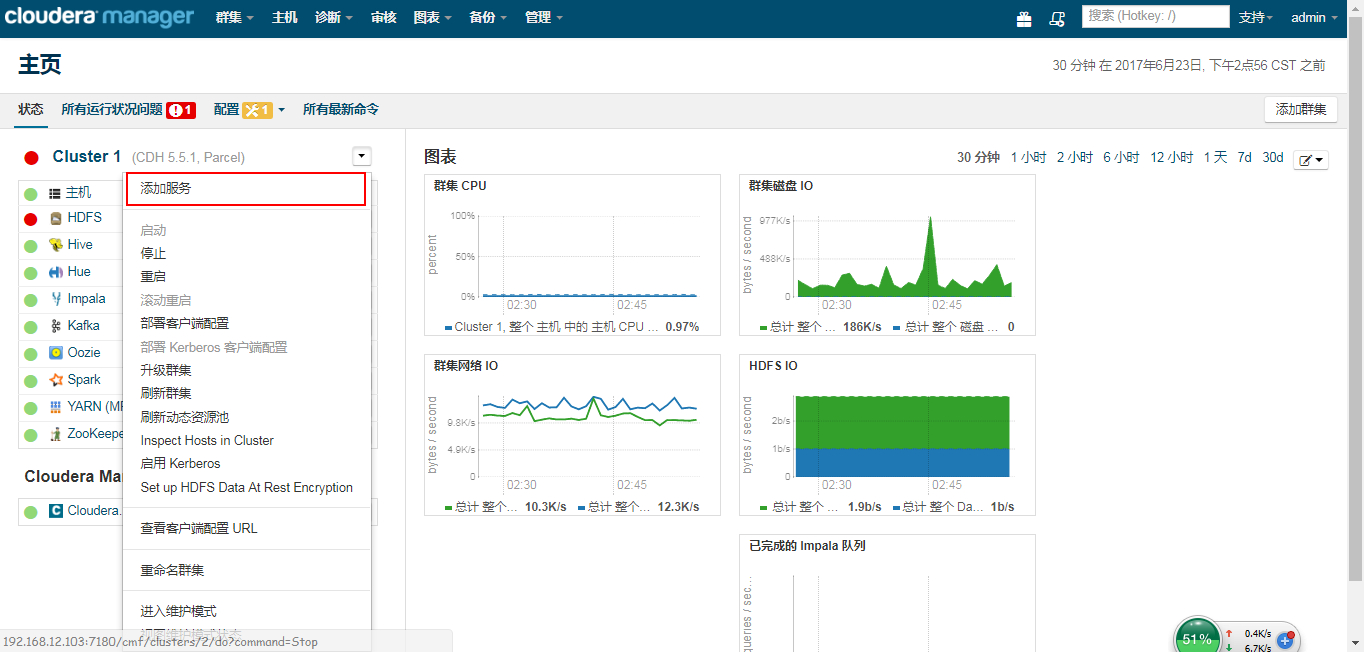 cloudera manager 群集 主机 诊断 审核 图表 备份 管理 搜索 (Hotkey: /) 支持 admin
主页
30 分钟 在 2017年6月23日, 下午2点56 CST 之前
状态 所有运行状况问题 1 配置 1 所有最新命令 添加群集
Cluster 1 (CDH 5.5.1, Parcel)
主机
HDFS
Hive
Hue
Impala
Kafka
Oozie
Spark
YARN (MR
ZooKeepe
Cloudera Ma
Cloudera.
添加服务
启动
停止
重启
滚动重启
部署客户端配置
部署 Kerberos 客户端配置
升级群集
刷新群集
刷新动态资源池
Inspect Hosts in Cluster
启用 Kerberos
Set up HDFS Data At Rest Encryption
查看客户端配置 URL
重命名群集
进入维护模式
192.168.12.103:7180/cmf/clusters/2/do?command=Stop
图表
30 分钟 1 小时 2 小时 6 小时 12 小时 1 天 7d 30d
群集 CPU
percent
100%
50%
0%
02:30 02:45
Cluster 1, 整个 主机 中的 主机 CPU ... 0.97%
群集磁盘 IO
bytes / second
977K/s
488K/s
0
02:30 02:45
总计 整个 ... 186K/s 总计 整个 磁盘 ... 0
群集网络 IO
bytes / second
9.8K/s
4.9K/s
0
02:30 02:45
总计 整个... 10.3K/s 总计 整个... 12.3K/s
HDFS IO
bytes / second
2b/s
1b/s
0
02:30 02:45
总计 整个 ... 1.9b/s 总计 整个 Da... 1b/s
已完成的 Impala 队列
queries / sec...
51%
0.4K/s
6.7K/s